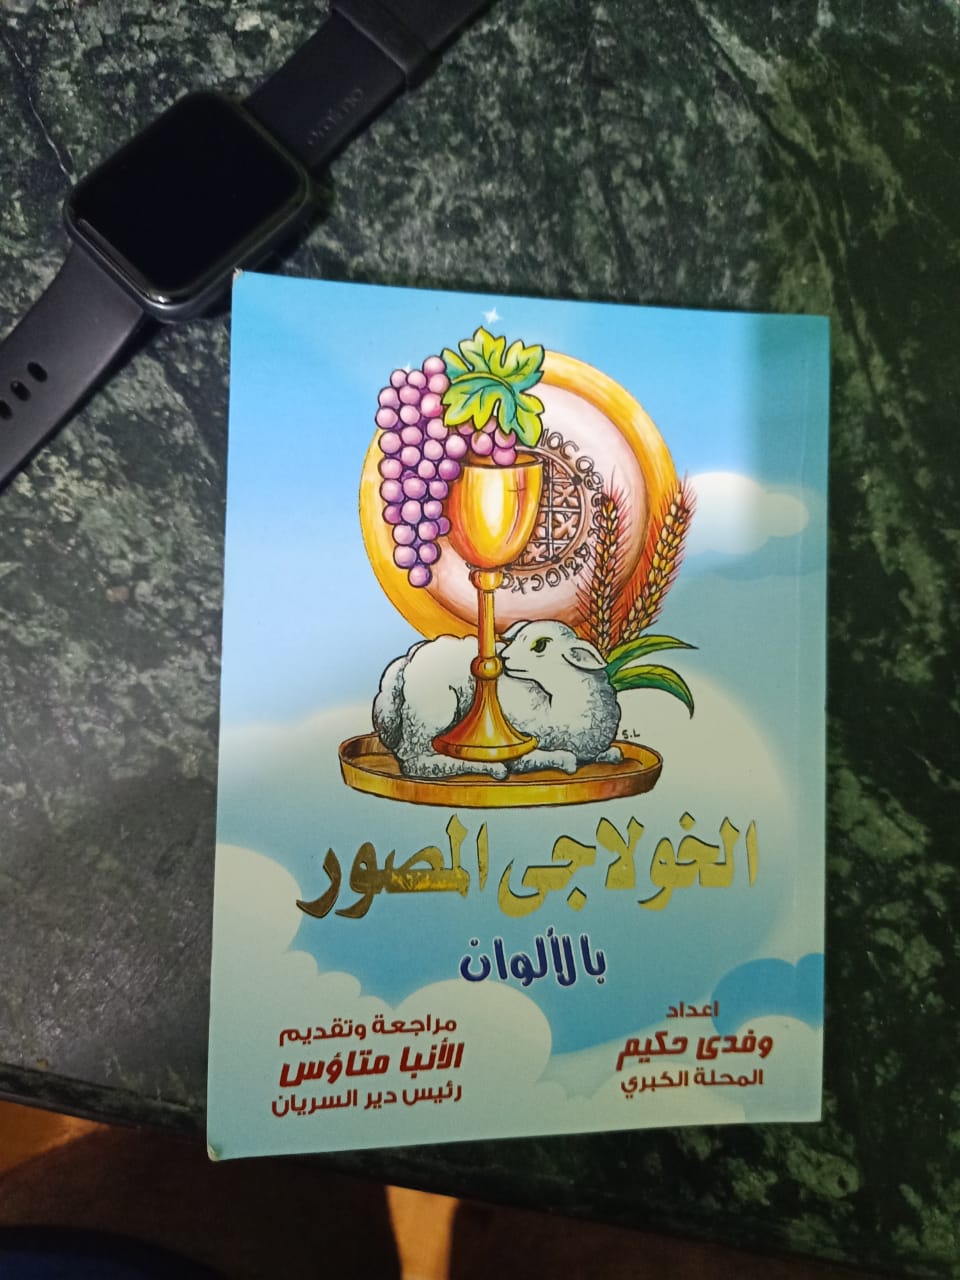 الخولاجى المصور
بالألوان
اعداد
وفدى حكيم
المحلة الكبري
مراجعة وتقديم
الأنبا متاؤس
رئيس دير السريان
S.L